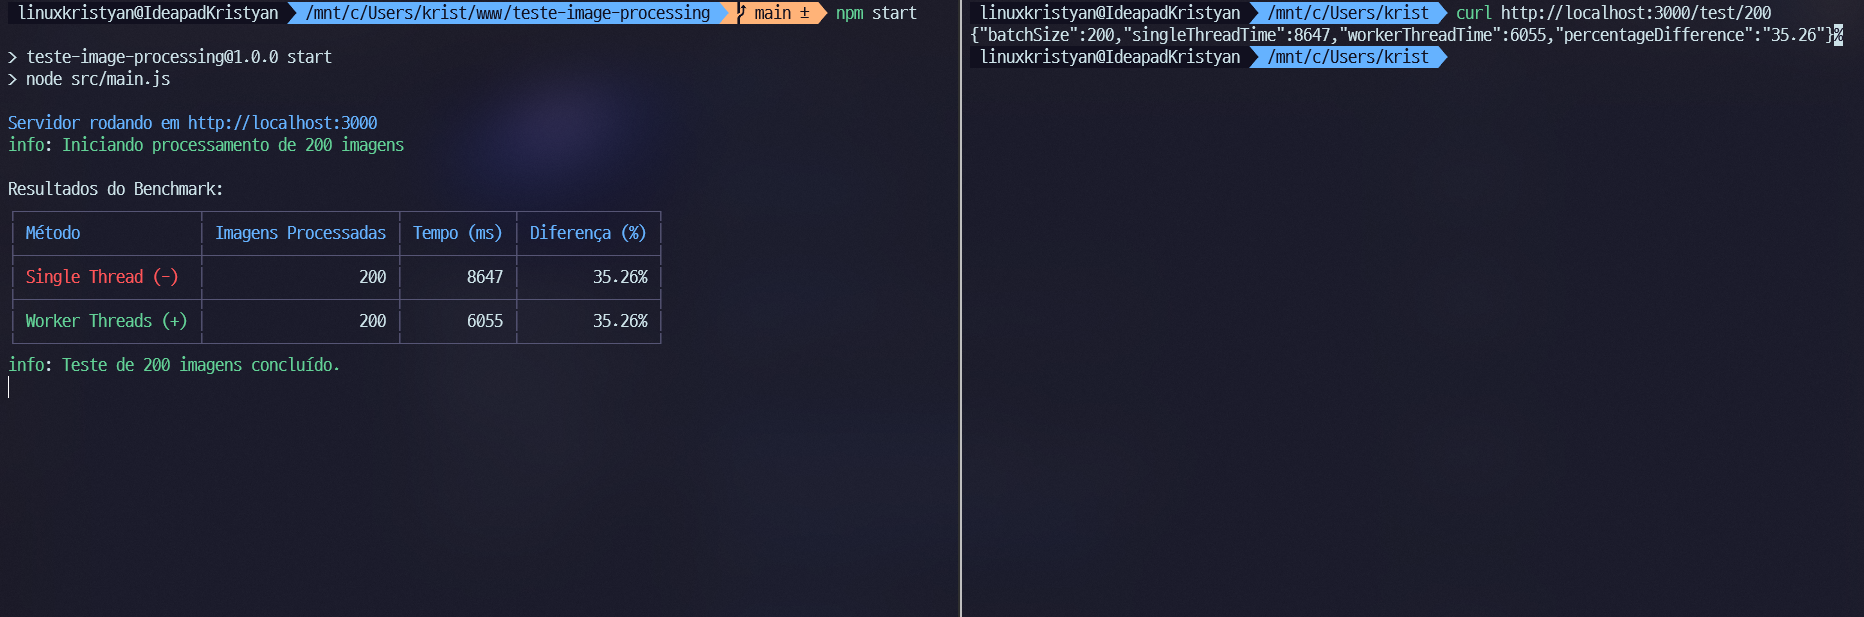 linuxkristyan@IdeapadKristyan /mnt/c/Users/krist/www/teste-image-processing main ± npm start
> teste-image-processing@1.0.0 start
> node src/main.js
Servidor rodando em http://localhost:3000
info: Iniciando processamento de 200 imagens
Resultados do Benchmark:
Método Imagens Processadas Tempo (ms) Diferença (%)
Single Thread (-) 200 8647 35.26%
Worker Threads (+) 200 6055 35.26%
info: Teste de 200 imagens concluído.
linuxkristyan@IdeapadKristyan /mnt/c/Users/krist curl http://localhost:3000/test/200
{"batchSize":200,"singleThreadTime":8647,"workerThreadTime":6055,"percentageDifference":"35.26"}%
linuxkristyan@IdeapadKristyan /mnt/c/Users/krist